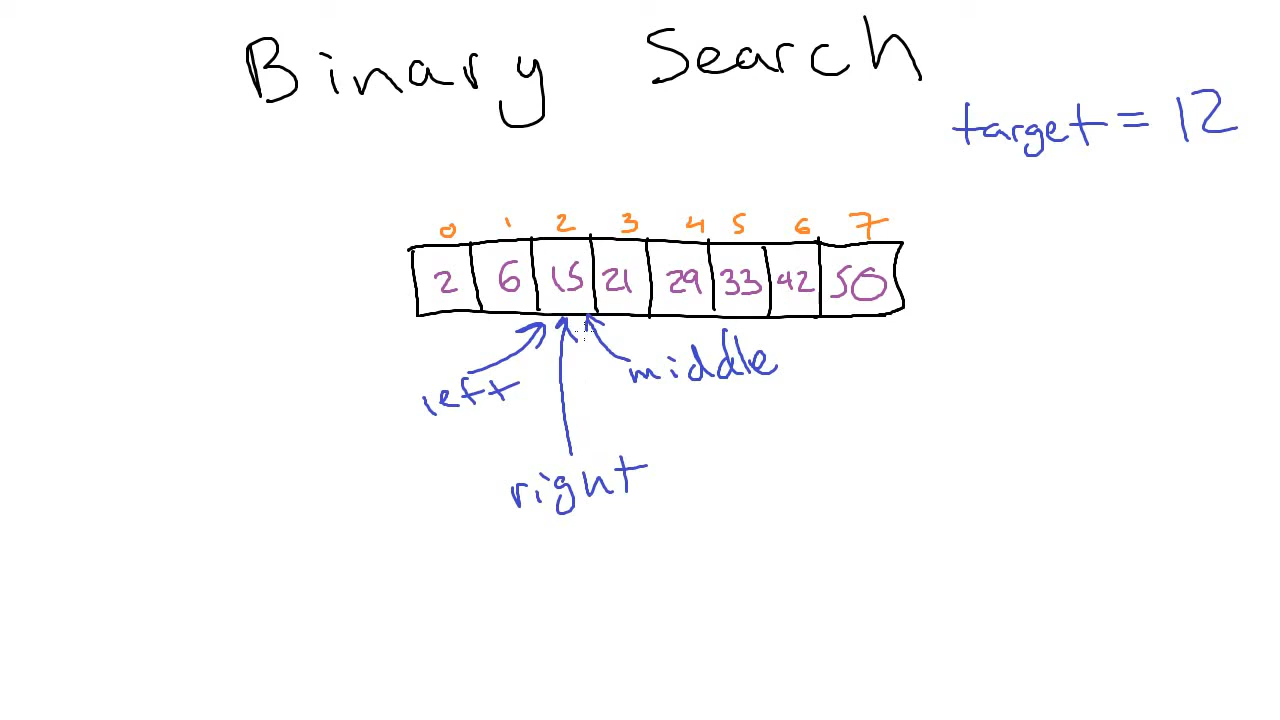 Binary Search
target = 12
0 1 2 3 4 5 6 7
2 6 15 21 29 33 42 50
left middle
right